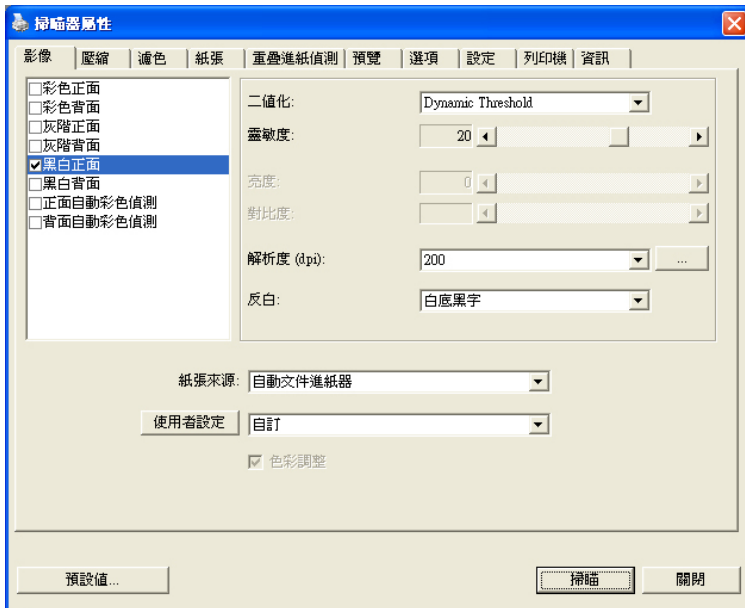 掃瞄器屬性
影像 壓縮 濾色 紙張 重疊進紙偵測 預覽 選項 設定 列印機 資訊
彩色正面
彩色背面
灰階正面
灰階背面
黑白正面
黑白背面
正面自動彩色偵測
背面自動彩色偵測
二值化: Dynamic Threshold
靈敏度: 20
亮度: 0
對比度:
解析度 (dpi): 200 ...
反白: 白底黑字
紙張來源: 自動文件進紙器
使用者設定 自訂
色彩調整
預設值... 掃瞄 關閉